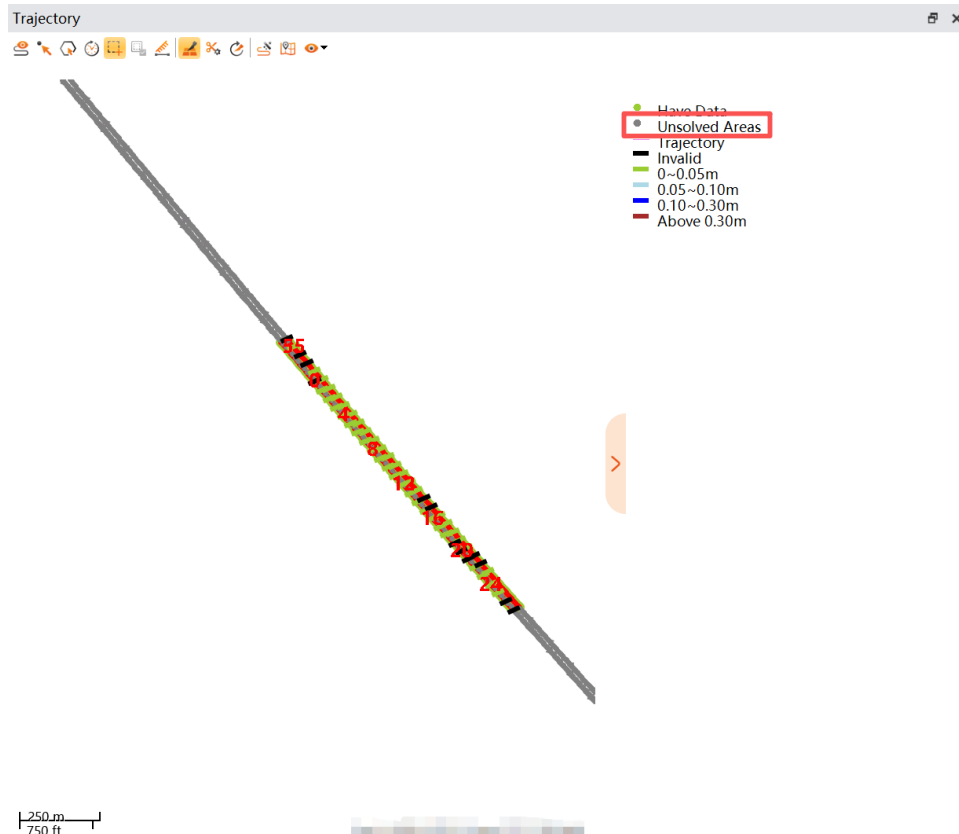 Trajectory
Have Data
Unsolved Areas
Trajectory
Invalid
0~0.05m
0.05~0.10m
0.10~0.30m
Above 0.30m
55
0
4
8
12
16
20
24
250 m
750 ft